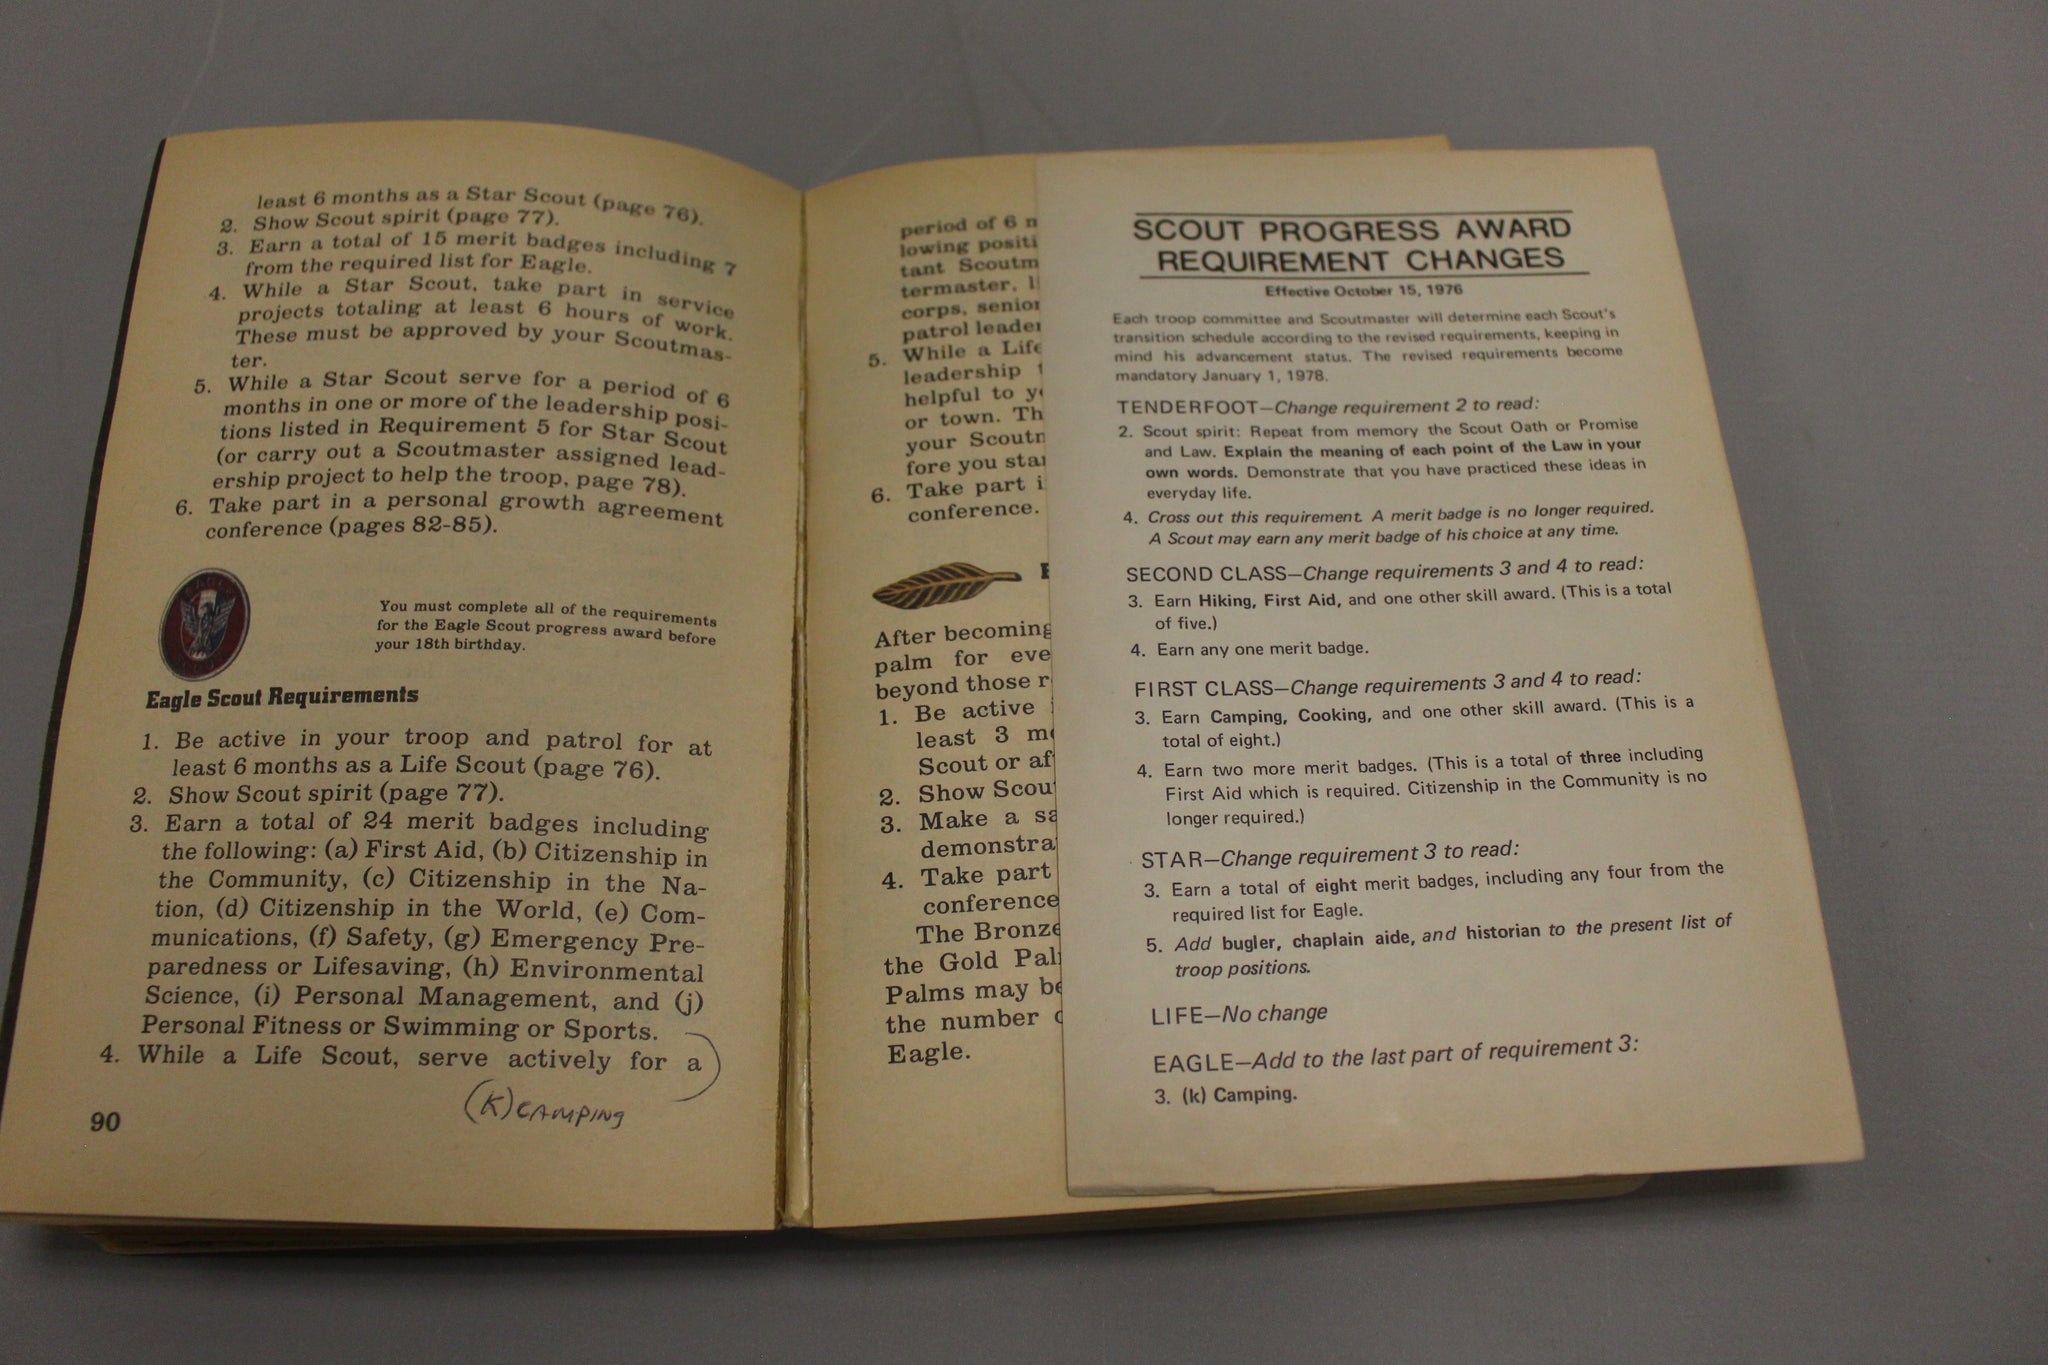 least 6 months as a Star Scout (page 76).
2. Show Scout spirit (page 77).
3. Earn a total of 15 merit badges including 7
from the required list for Eagle.
4. While a Star Scout, take part in service
projects totaling at least 6 hours of work.
These must be approved by your Scoutmas-
ter.
5. While a Star Scout serve for a period of 6
months in one or more of the leadership posi-
tions listed in Requirement 5 for Star Scout
(or carry out a Scoutmaster assigned lead-
ership project to help the troop, page 78).
6. Take part in a personal growth agreement
conference (pages 82-85).
You must complete all of the requirements
for the Eagle Scout progress award before
your 18th birthday.
Eagle Scout Requirements
1. Be active in your troop and patrol for at
least 6 months as a Life Scout (page 76).
2. Show Scout spirit (page 77).
3. Earn a total of 24 merit badges including
the following: (a) First Aid, (b) Citizenship in
the Community, (c) Citizenship in the Na-
tion, (d) Citizenship in the World, (e) Com-
munications, (f) Safety, (g) Emergency Pre-
paredness or Lifesaving, (h) Environmental
Science, (i) Personal Management, and (j)
Personal Fitness or Swimming or Sports.
4. While a Life Scout, serve actively for a
(K) CAMPING
90
period of 6 
lowing positi
tant Scoutm
termaster, 
corps, senior
patrol leader
5. While a Life
leadership
helpful to y
or town. Th
your Scoutm
fore you star
6. Take part i
conference.
After becoming
palm for eve
beyond those r
1. Be active
least 3 m
Scout or af
2. Show Scou
3. Make a sa
demonstra
4. Take part
conference
The Bronze
the Gold Pal
Palms may be
the number
Eagle.
SCOUT PROGRESS AWARD
REQUIREMENT CHANGES
Effective October 15, 1976
Each troop committee and Scoutmaster will determine each Scout's
transition schedule according to the revised requirements, keeping in
mind his advancement status. The revised requirements become
mandatory January 1, 1978.
TENDERFOOT—Change requirement 2 to read:
2. Scout spirit: Repeat from memory the Scout Oath or Promise
and Law. Explain the meaning of each point of the Law in your
own words. Demonstrate that you have practiced these ideas in
everyday life.
4. Cross out this requirement. A merit badge is no longer required.
A Scout may earn any merit badge of his choice at any time.
SECOND CLASS—Change requirements 3 and 4 to read:
3. Earn Hiking, First Aid, and one other skill award. (This is a total
of five.)
4. Earn any one merit badge.
FIRST CLASS—Change requirements 3 and 4 to read:
3. Earn Camping, Cooking, and one other skill award. (This is a
total of eight.)
4. Earn two more merit badges. (This is a total of three including
First Aid which is required. Citizenship in the Community is no
longer required.)
STAR—Change requirement 3 to read:
3. Earn a total of eight merit badges, including any four from the
required list for Eagle.
5. Add bugler, chaplain aide, and historian to the present list of
troop positions.
LIFE—No change
EAGLE—Add to the last part of requirement 3:
3. (k) Camping.